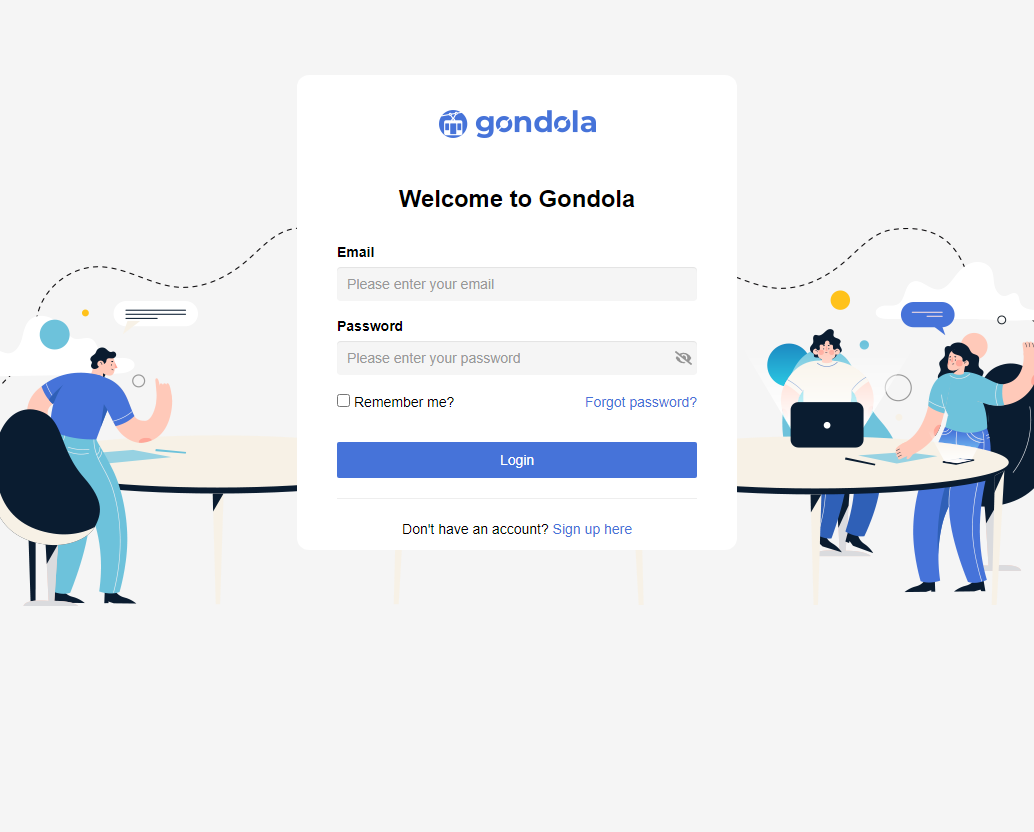 gondola
Welcome to Gondola
Email
Please enter your email
Password
Please enter your password
Remember me? Forgot password?
Login
Don't have an account? Sign up here